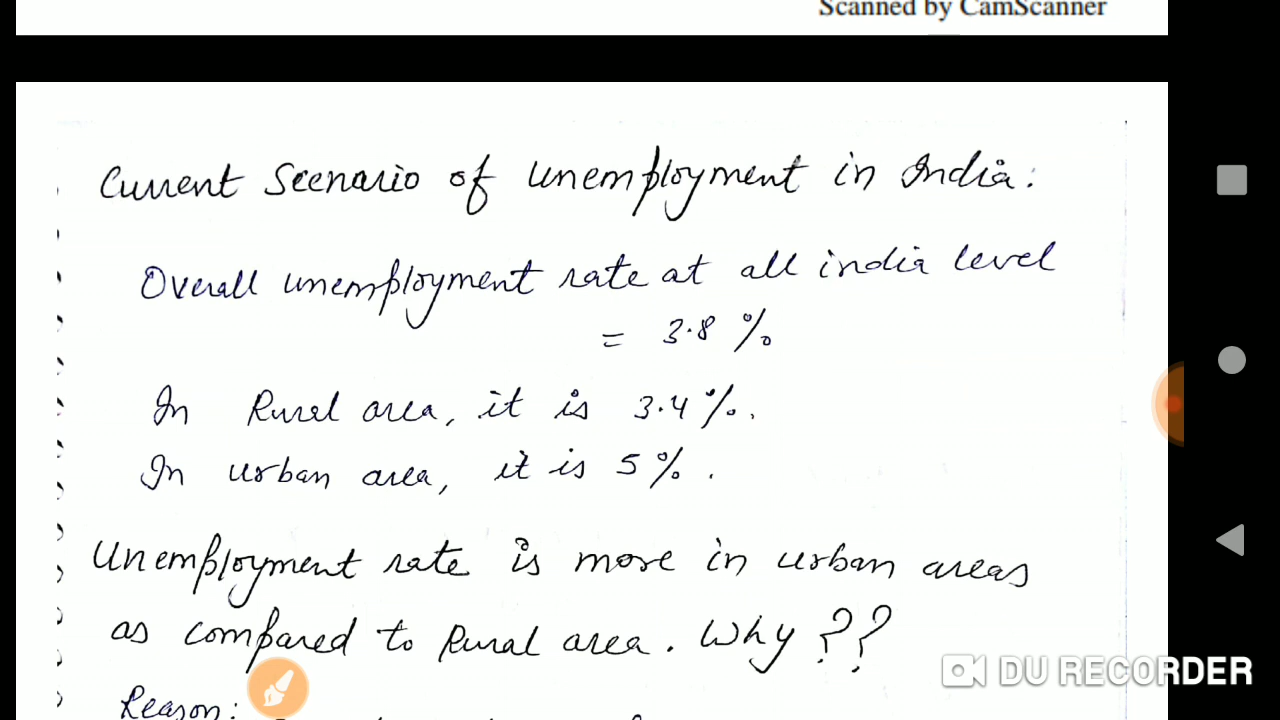 Scanned by CamScanner
Current Scenario of Unemployment in India:
Overall unemployment rate at all india level
= 3.8 %
In Rural area, it is 3.4 %.
In urban area, it is 5 %.
Unemployment rate is more in urban areas
as compared to Rural area. Why ??
DU RECORDER
Reason: